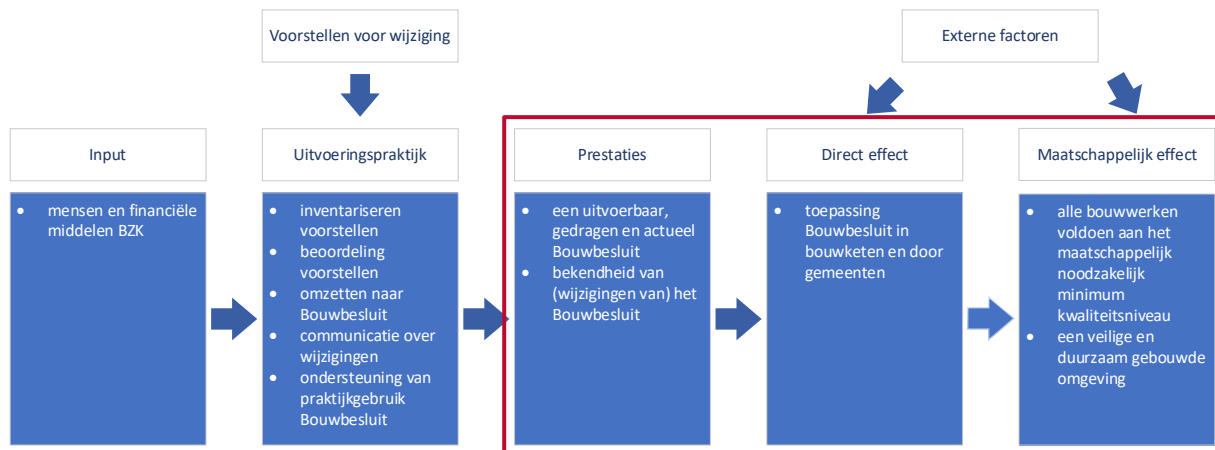 Voorstellen voor wijziging
Externe factoren
Input
Uitvoeringspraktijk
Prestaties
Direct effect
Maatschappelijk effect
• mensen en financiële
middelen BZK
• inventariseren
voorstellen
• beoordeling
voorstellen
• omzetten naar
Bouwbesluit
• communicatie over
wijzigingen
• ondersteuning van
praktijkgebruik
Bouwbesluit
• een uitvoerbaar,
gedragen en actueel
Bouwbesluit
• bekendheid van
(wijzigingen van) het
Bouwbesluit
• toepassing
Bouwbesluit in
bouwketen en door
gemeenten
• alle bouwwerken
voldoen aan het
maatschappelijk
noodzakelijk
minimum
kwaliteitsniveau
• een veilige en
duurzaam gebouwde
omgeving